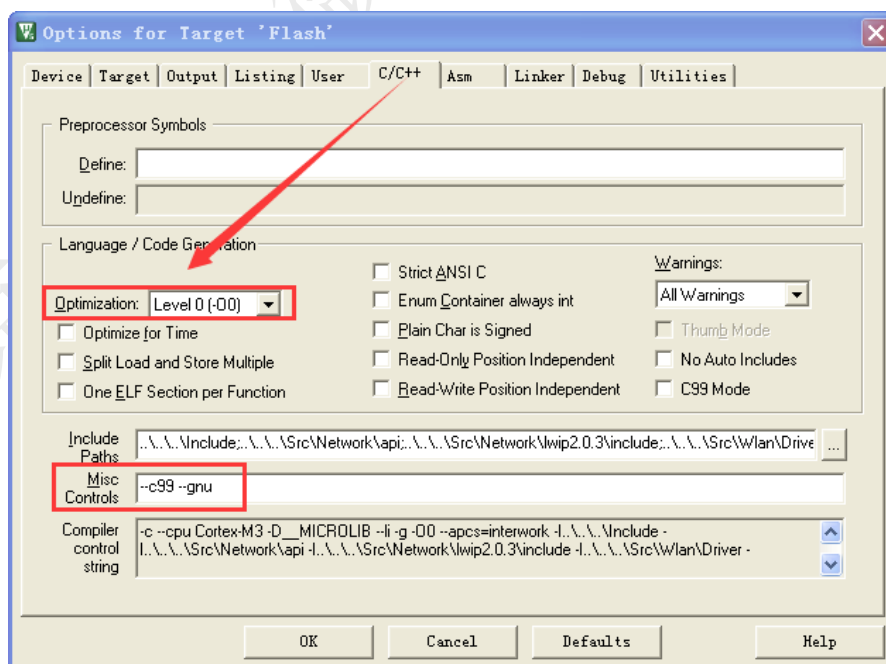 Options for Target 'Flash'
Device Target Output Listing User C/C++ Asm Linker Debug Utilities
Preprocessor Symbols
Define:
Undefine:
Language / Code Generation
Optimization: Level 0 (-O0)
Optimize for Time
Split Load and Store Multiple
One ELF Section per Function
Strict ANSI C
Enum Container always int
Plain Char is Signed
Read-Only Position Independent
Read-Write Position Independent
Warnings:
All Warnings
Thumb Mode
No Auto Includes
C99 Mode
Include Paths ..\..\..\Include;..\..\..\Src\Network\api;..\..\..\Src\Network\lwip2.0.3\include;..\..\..\Src\Wlan\Drive ...
Misc Controls --c99 --gnu
Compiler control string -c --cpu Cortex-M3 -D__MICROLIB --li -g -O0 --apcs=interwork -I..\..\..\Include -
I..\..\..\Src\Network\api -I..\..\..\Src\Network\lwip2.0.3\include -I..\..\..\Src\Wlan\Driver -
OK Cancel Defaults Help